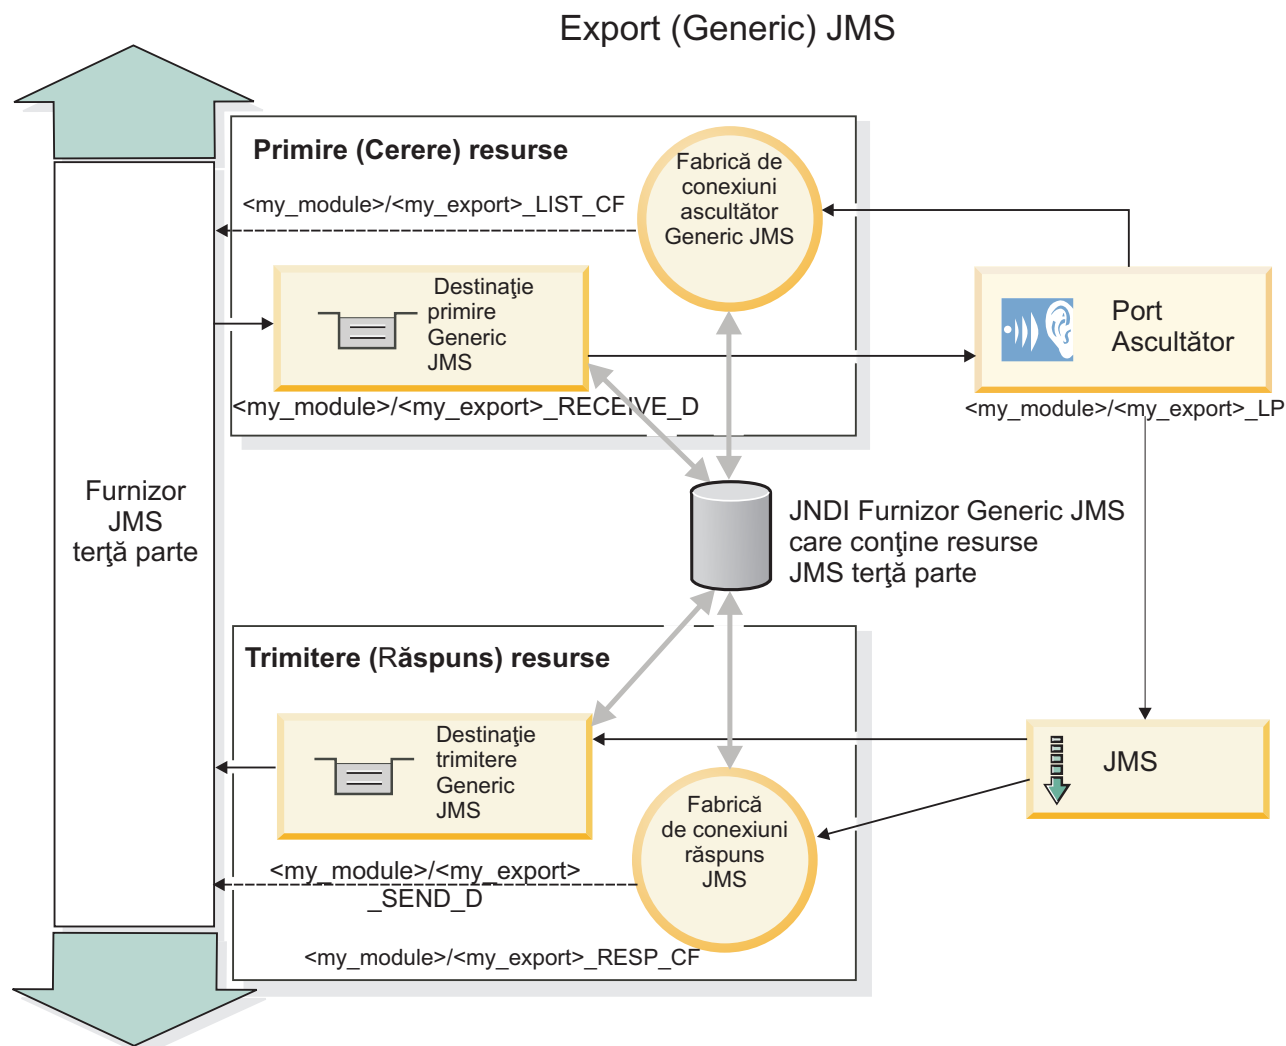 Export (Generic) JMS
Primire (Cerere) resurse
<my_module>/<my_export>_LIST_CF
Fabrică de
conexiuni
ascultător
Generic JMS
Destinaţie
primire
Generic
JMS
<my_module>/<my_export>_RECEIVE_D
Port
Ascultător
<my_module>/<my_export>_LP
Furnizor
JMS
terţă parte
JNDI Furnizor Generic JMS
care conţine resurse
JMS terţă parte
Trimitere (Răspuns) resurse
Destinaţie
trimitere
Generic
JMS
JMS
Fabrică
de conexiuni
răspuns
JMS
<my_module>/<my_export>
_SEND_D
<my_module>/<my_export>_RESP_CF